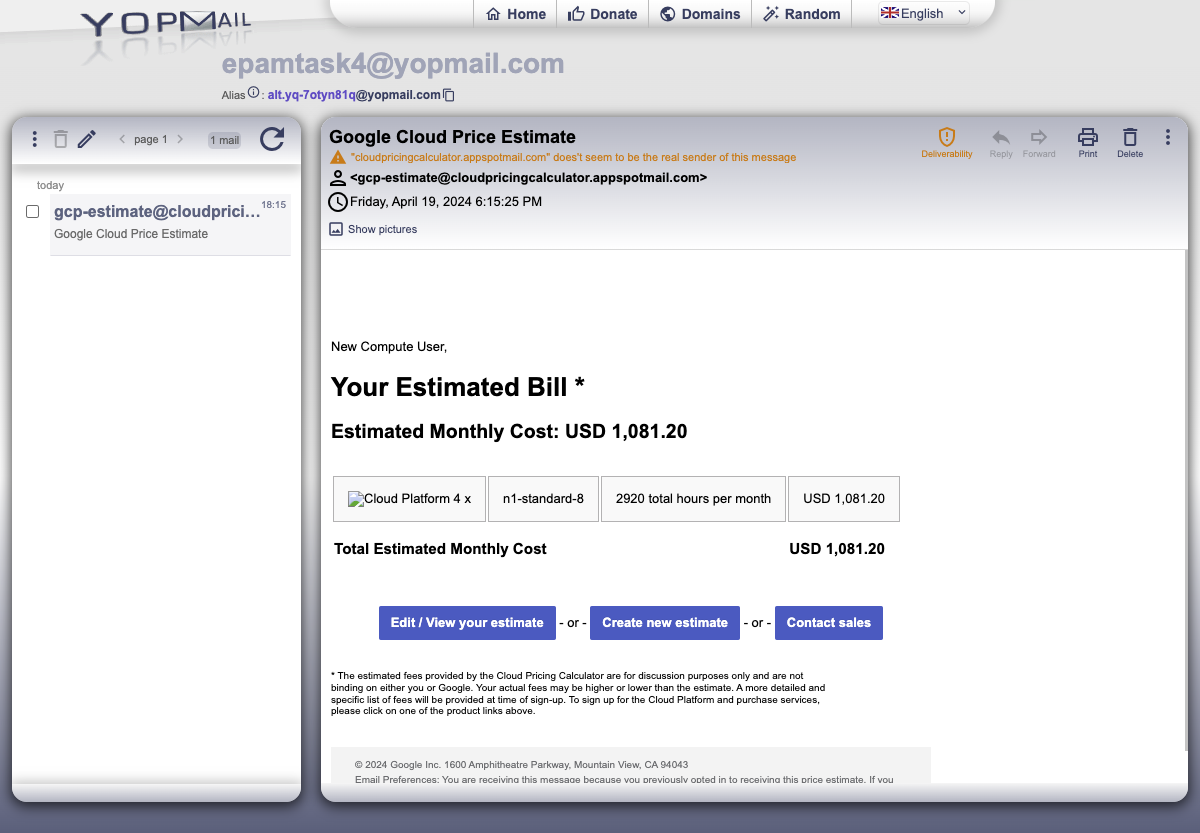 YOPMAIL
Home Donate Domains Random English
epamtask4@yopmail.com
Alias : alt.yq-7otyn81q@yopmail.com
page 1 1 mail
today
gcp-estimate@cloudprici... 18:15
Google Cloud Price Estimate
Google Cloud Price Estimate
"cloudpricingcalculator.appspotmail.com" does't seem to be the real sender of this message
<gcp-estimate@cloudpricingcalculator.appspotmail.com>
Friday, April 19, 2024 6:15:25 PM
Show pictures
Deliverability Reply Forward Print Delete
New Compute User,
Your Estimated Bill *
Estimated Monthly Cost: USD 1,081.20
Cloud Platform 4 x n1-standard-8 2920 total hours per month USD 1,081.20
Total Estimated Monthly Cost USD 1,081.20
Edit / View your estimate - or - Create new estimate - or - Contact sales
* The estimated fees provided by the Cloud Pricing Calculator are for discussion purposes only and are not
binding on either you or Google. Your actual fees may be higher or lower than the estimate. A more detailed and
specific list of fees will be provided at time of sign-up. To sign up for the Cloud Platform and purchase services,
please click on one of the product links above.
© 2024 Google Inc. 1600 Amphitheatre Parkway, Mountain View, CA 94043
Email Preferences: You are receiving this message because you previously opted in to receiving this price estimate. If you